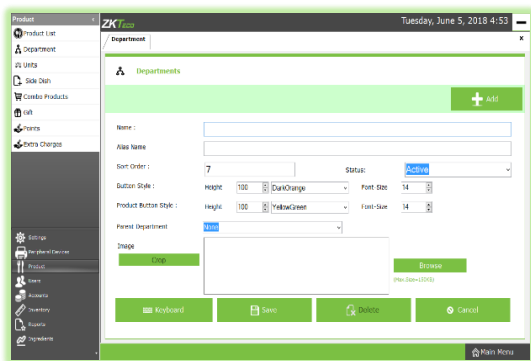 Product
ZKTeco
Tuesday, June 5, 2018 4:53
Product List
Department
Department
Units
Departments
Side Dish
Combo Products
Add
Gift
Points
Name :
Extra Charges
Alias Name
Sort Order :
7
Status:
Active
Button Style :
Height
100
DarkOrange
Font-Size
14
Product Button Style :
Height
100
YellowGreen
Font-Size
14
Parent Department
None
Settings
Image
Peripheral Devices
Crop
Browse
Product
Users
Accounts
Inventory
Keyboard
Save
Delete
Cancel
Reports
Ingredients
Main Menu